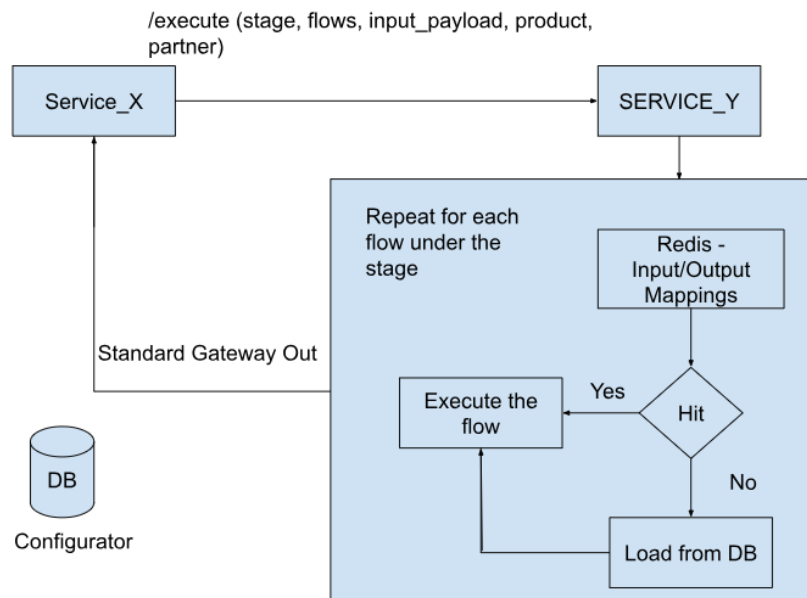 /execute (stage, flows, input_payload, product,
partner)
Service_X
SERVICE_Y
Repeat for each
flow under the
stage
Redis -
Input/Output
Mappings
Standard Gateway Out
Execute the
flow
Yes
Hit
No
DB
Configurator
Load from DB